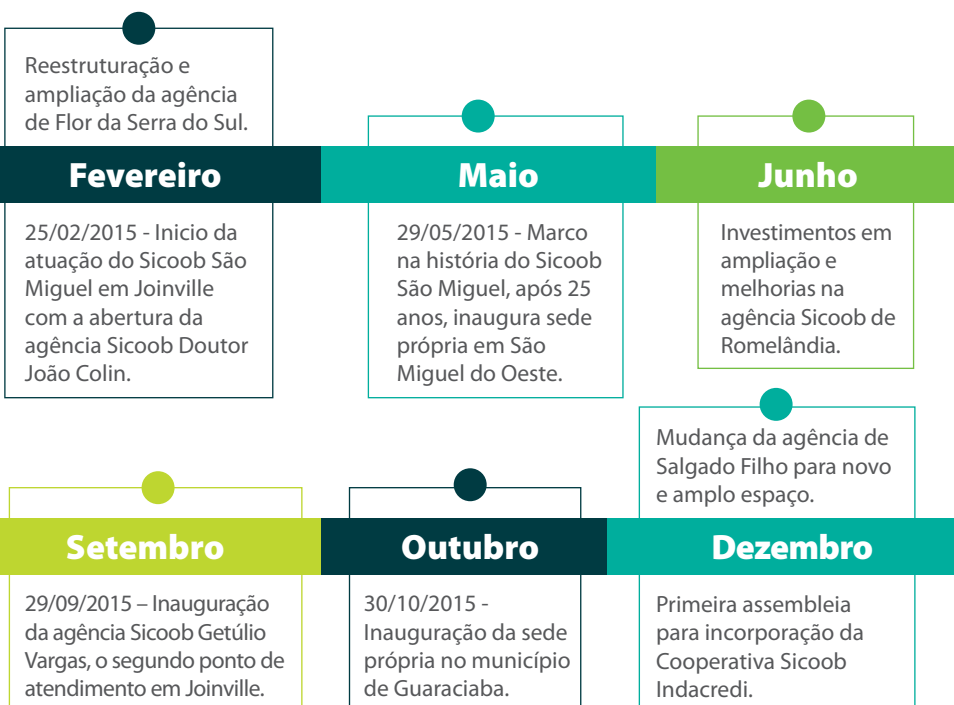 Reestruturação e
ampliação da agência
de Flor da Serra do Sul.
Fevereiro
25/02/2015 - Inicio da
atuação do Sicoob São
Miguel em Joinville
com a abertura da
agência Sicoob Doutor
João Colin.
Maio
29/05/2015 - Marco
na história do Sicoob
São Miguel, após 25
anos, inaugura sede
própria em São
Miguel do Oeste.
Junho
Investimentos em
ampliação e
melhorias na
agência Sicoob de
Romelândia.
Setembro
29/09/2015 – Inauguração
da agência Sicoob Getúlio
Vargas, o segundo ponto de
atendimento em Joinville.
Outubro
30/10/2015 -
Inauguração da sede
própria no município
de Guaraciaba.
Mudança da agência de
Salgado Filho para novo
e amplo espaço.
Dezembro
Primeira assembleia
para incorporação da
Cooperativa Sicoob
Indacredi.